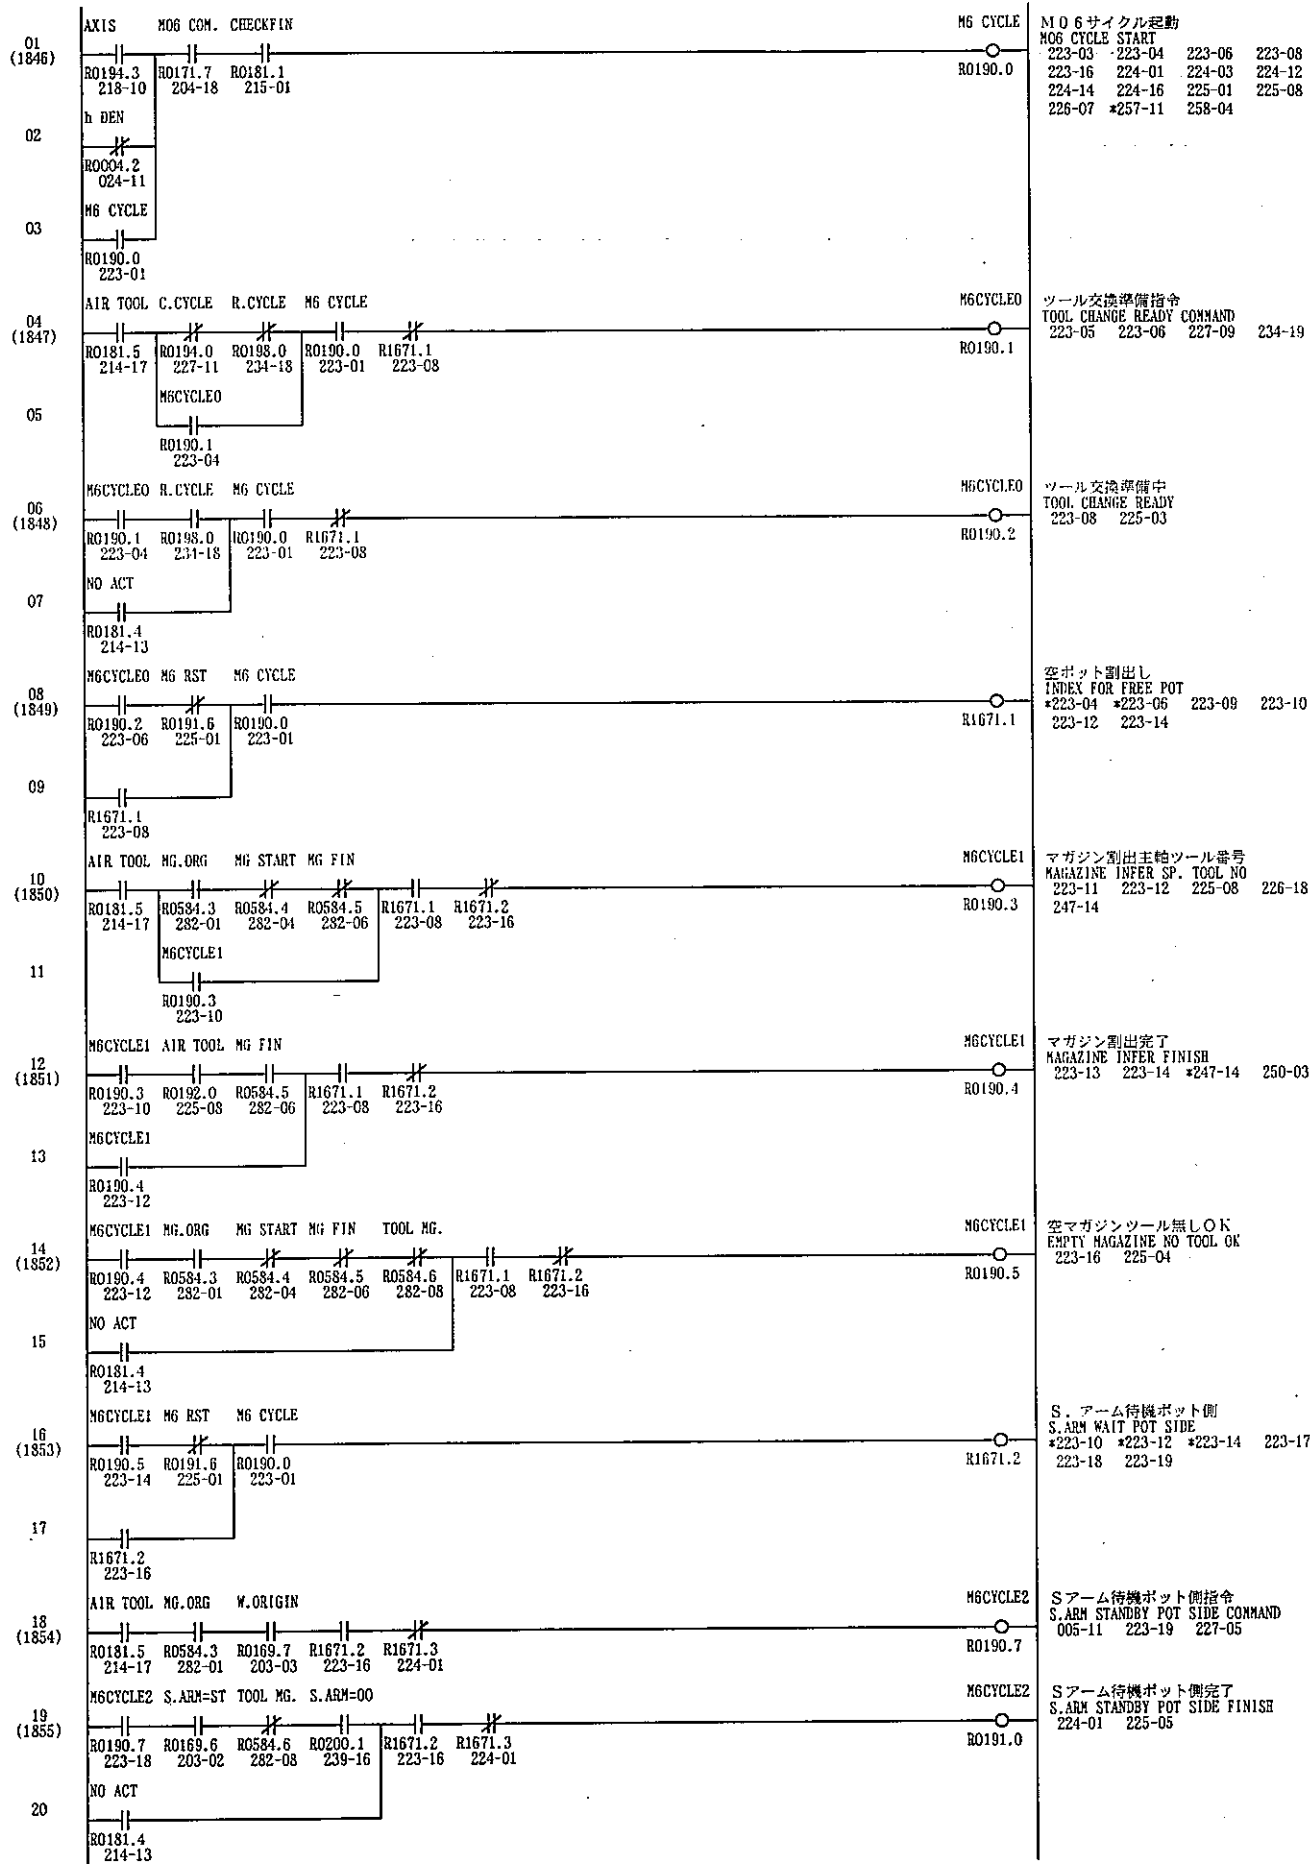 AXIS M06 COM. CHECKFIN M6 CYCLE M06サイクル起動
01 M06 CYCLE START
(1846) 223-03 223-04 223-06 223-08
R0194.3 R0171.7 R0181.1 R0190.0 223-16 224-01 224-03 224-12
218-10 204-18 215-01 224-14 224-16 225-01 225-08
h DEN 226-07 *257-11 258-04
02
R0004.2
024-11
M6 CYCLE
03
R0190.0
223-01
AIR TOOL C.CYCLE R.CYCLE M6 CYCLE M6CYCLE0 ツール交換準備指令
04 TOOL CHANGE READY COMMAND
(1847) 223-05 223-06 227-09 234-19
R0181.5 R0194.0 R0198.0 R0190.0 R1671.1 R0190.1
214-17 227-11 234-18 223-01 223-08
M6CYCLE0
05
R0190.1
223-04
M6CYCLE0 R.CYCLE M6 CYCLE M6CYCLE0 ツール交換準備中
06 TOOL CHANGE READY
(1848) 223-08 225-03
R0190.1 R0198.0 R0190.0 R1671.1 R0190.2
223-04 234-18 223-01 223-08
NO ACT
07
R0181.4
214-13
M6CYCLE0 M6 RST M6 CYCLE 空ポット割出し
08 INDEX FOR FREE POT
(1849) *223-04 *223-06 223-09 223-10
R0190.2 R0191.6 R0190.0 R1671.1 223-12 223-14
223-06 225-01 223-01
09
R1671.1
223-08
AIR TOOL MG.ORG MG START MG FIN M6CYCLE1 マガジン割出主軸ツール番号
10 MAGAZINE INFER SP. TOOL NO
(1850) 223-11 223-12 225-08 226-18
R0181.5 R0584.3 R0584.4 R0584.5 R1671.1 R1671.2 R0190.3 247-14
214-17 282-01 282-04 282-06 223-08 223-16
M6CYCLE1
11
R0190.3
223-10
M6CYCLE1 AIR TOOL MG FIN M6CYCLE1 マガジン割出完了
12 MAGAZINE INFER FINISH
(1851) 223-13 223-14 *247-14 250-03
R0190.3 R0192.0 R0584.5 R1671.1 R1671.2 R0190.4
223-10 225-08 282-06 223-08 223-16
M6CYCLE1
13
R0190.4
223-12
M6CYCLE1 MG.ORG MG START MG FIN TOOL MG. M6CYCLE1 空マガジンツール無しOK
14 EMPTY MAGAZINE NO TOOL OK
(1852) 223-16 225-04
R0190.4 R0584.3 R0584.4 R0584.5 R0584.6 R1671.1 R1671.2 R0190.5
223-12 282-01 282-04 282-06 282-08 223-08 223-16
NO ACT
15
R0181.4
214-13
M6CYCLE1 M6 RST M6 CYCLE S.アーム待機ポット側
16 S.ARM WAIT POT SIDE
(1853) *223-10 *223-12 *223-14 223-17
R0190.5 R0191.6 R0190.0 R1671.2 223-18 223-19
223-14 225-01 223-01
17
R1671.2
223-16
AIR TOOL MG.ORG W.ORIGIN M6CYCLE2 Sアーム待機ポット側指令
18 S.ARM STANDBY POT SIDE COMMAND
(1854) 005-11 223-19 227-05
R0181.5 R0584.3 R0169.7 R1671.2 R1671.3 R0190.7
214-17 282-01 203-03 223-16 224-01
M6CYCLE2 S.ARM=ST TOOL MG. S.ARM=00 M6CYCLE2 Sアーム待機ポット側完了
19 S.ARM STANDBY POT SIDE FINISH
(1855) 224-01 225-05
R0190.7 R0169.6 R0584.6 R0200.1 R1671.2 R1671.3 R0191.0
223-18 203-02 282-08 239-16 223-16 224-01
NO ACT
20
R0181.4
214-13